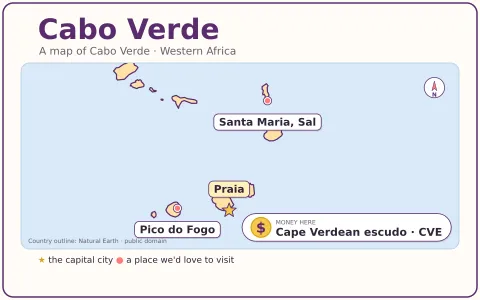 Cabo Verde
A map of Cabo Verde · Western Africa
N
Santa Maria, Sal
Praia
Pico do Fogo
$
MONEY HERE
Cape Verdean escudo · CVE
Country outline: Natural Earth · public domain
★ the capital city ● a place we'd love to visit